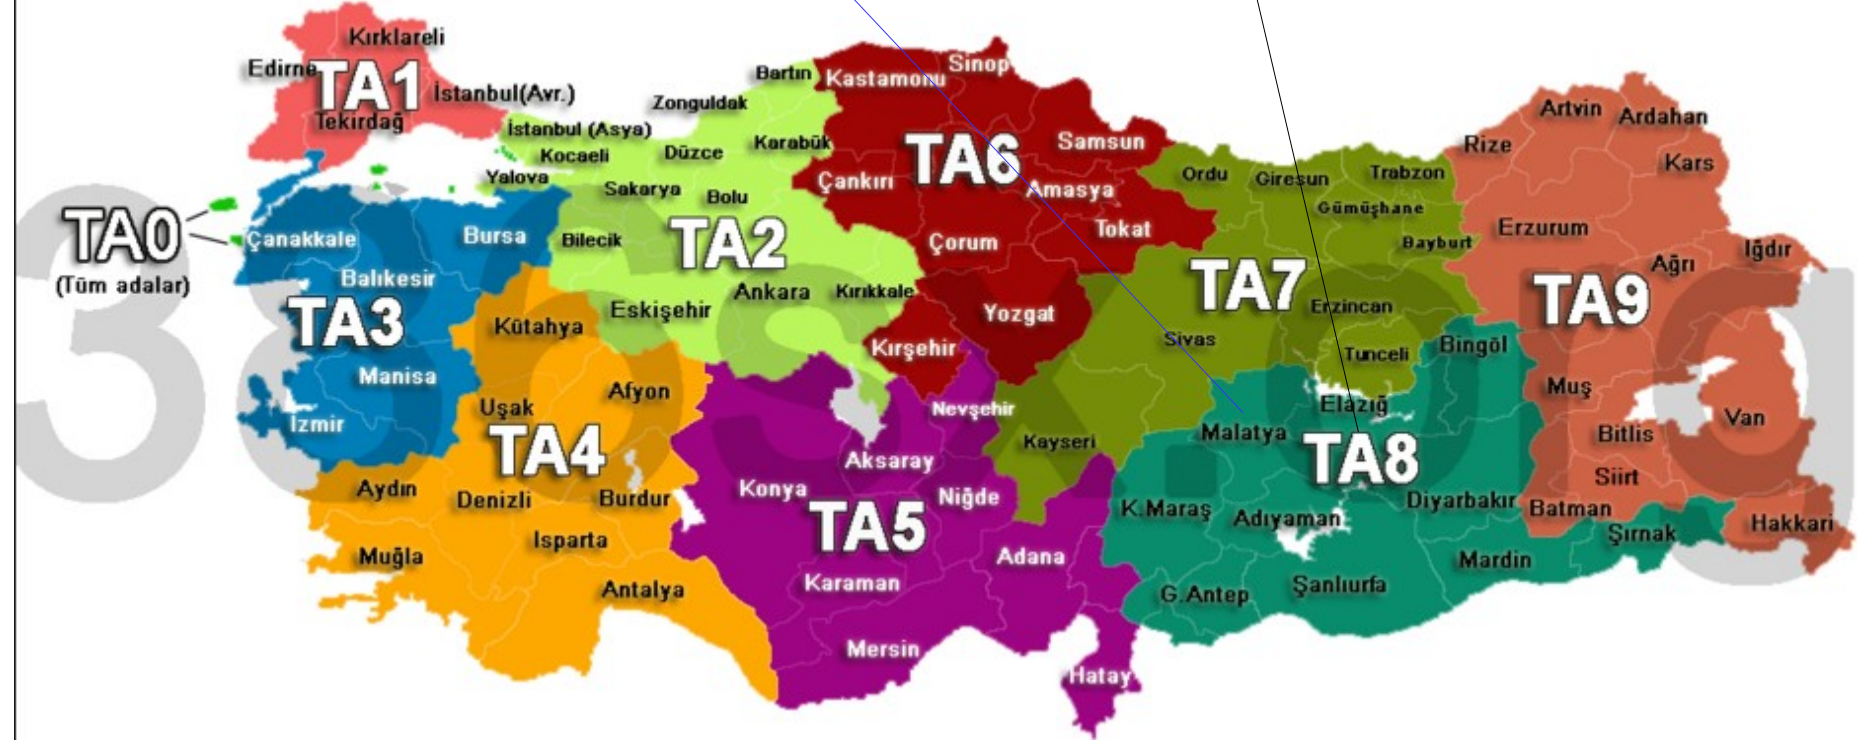 Kırklareli
Edirne
TA1
İstanbul(Avr.)
Tekirdağ
TA0
(Tüm adalar)
Bartın
Zonguldak
İstanbul (Asya)
Kocaeli
Düzce
Karabük
Yalova
Sakarya
Bolu
Bilecik
TA2
Ankara
Kırıkkale
Eskişehir
Çanakkale
Bursa
Balıkesir
TA3
Manisa
İzmir
Kütahya
Afyon
Uşak
TA4
Aydın
Denizli
Burdur
Isparta
Muğla
Antalya
Nevşehir
Aksaray
Konya
Niğde
TA5
Adana
Karaman
Mersin
Hatay
Kastamonu
Sinop
Samsun
TA6
Çankırı
Amasya
Tokat
Çorum
Yozgat
Kırşehir
Ordu
Giresun
Trabzon
Gümüşhane
Bayburt
TA7
Erzincan
Sivas
Tunceli
Kayseri
Bingöl
Elazığ
Malatya
TA8
K.Maraş
Adıyaman
Diyarbakır
Mardin
Şırnak
G.Antep
Şanlıurfa
Artvin
Ardahan
Rize
Kars
Erzurum
Iğdır
Ağrı
TA9
Muş
Van
Bitlis
Siirt
Batman
Hakkari